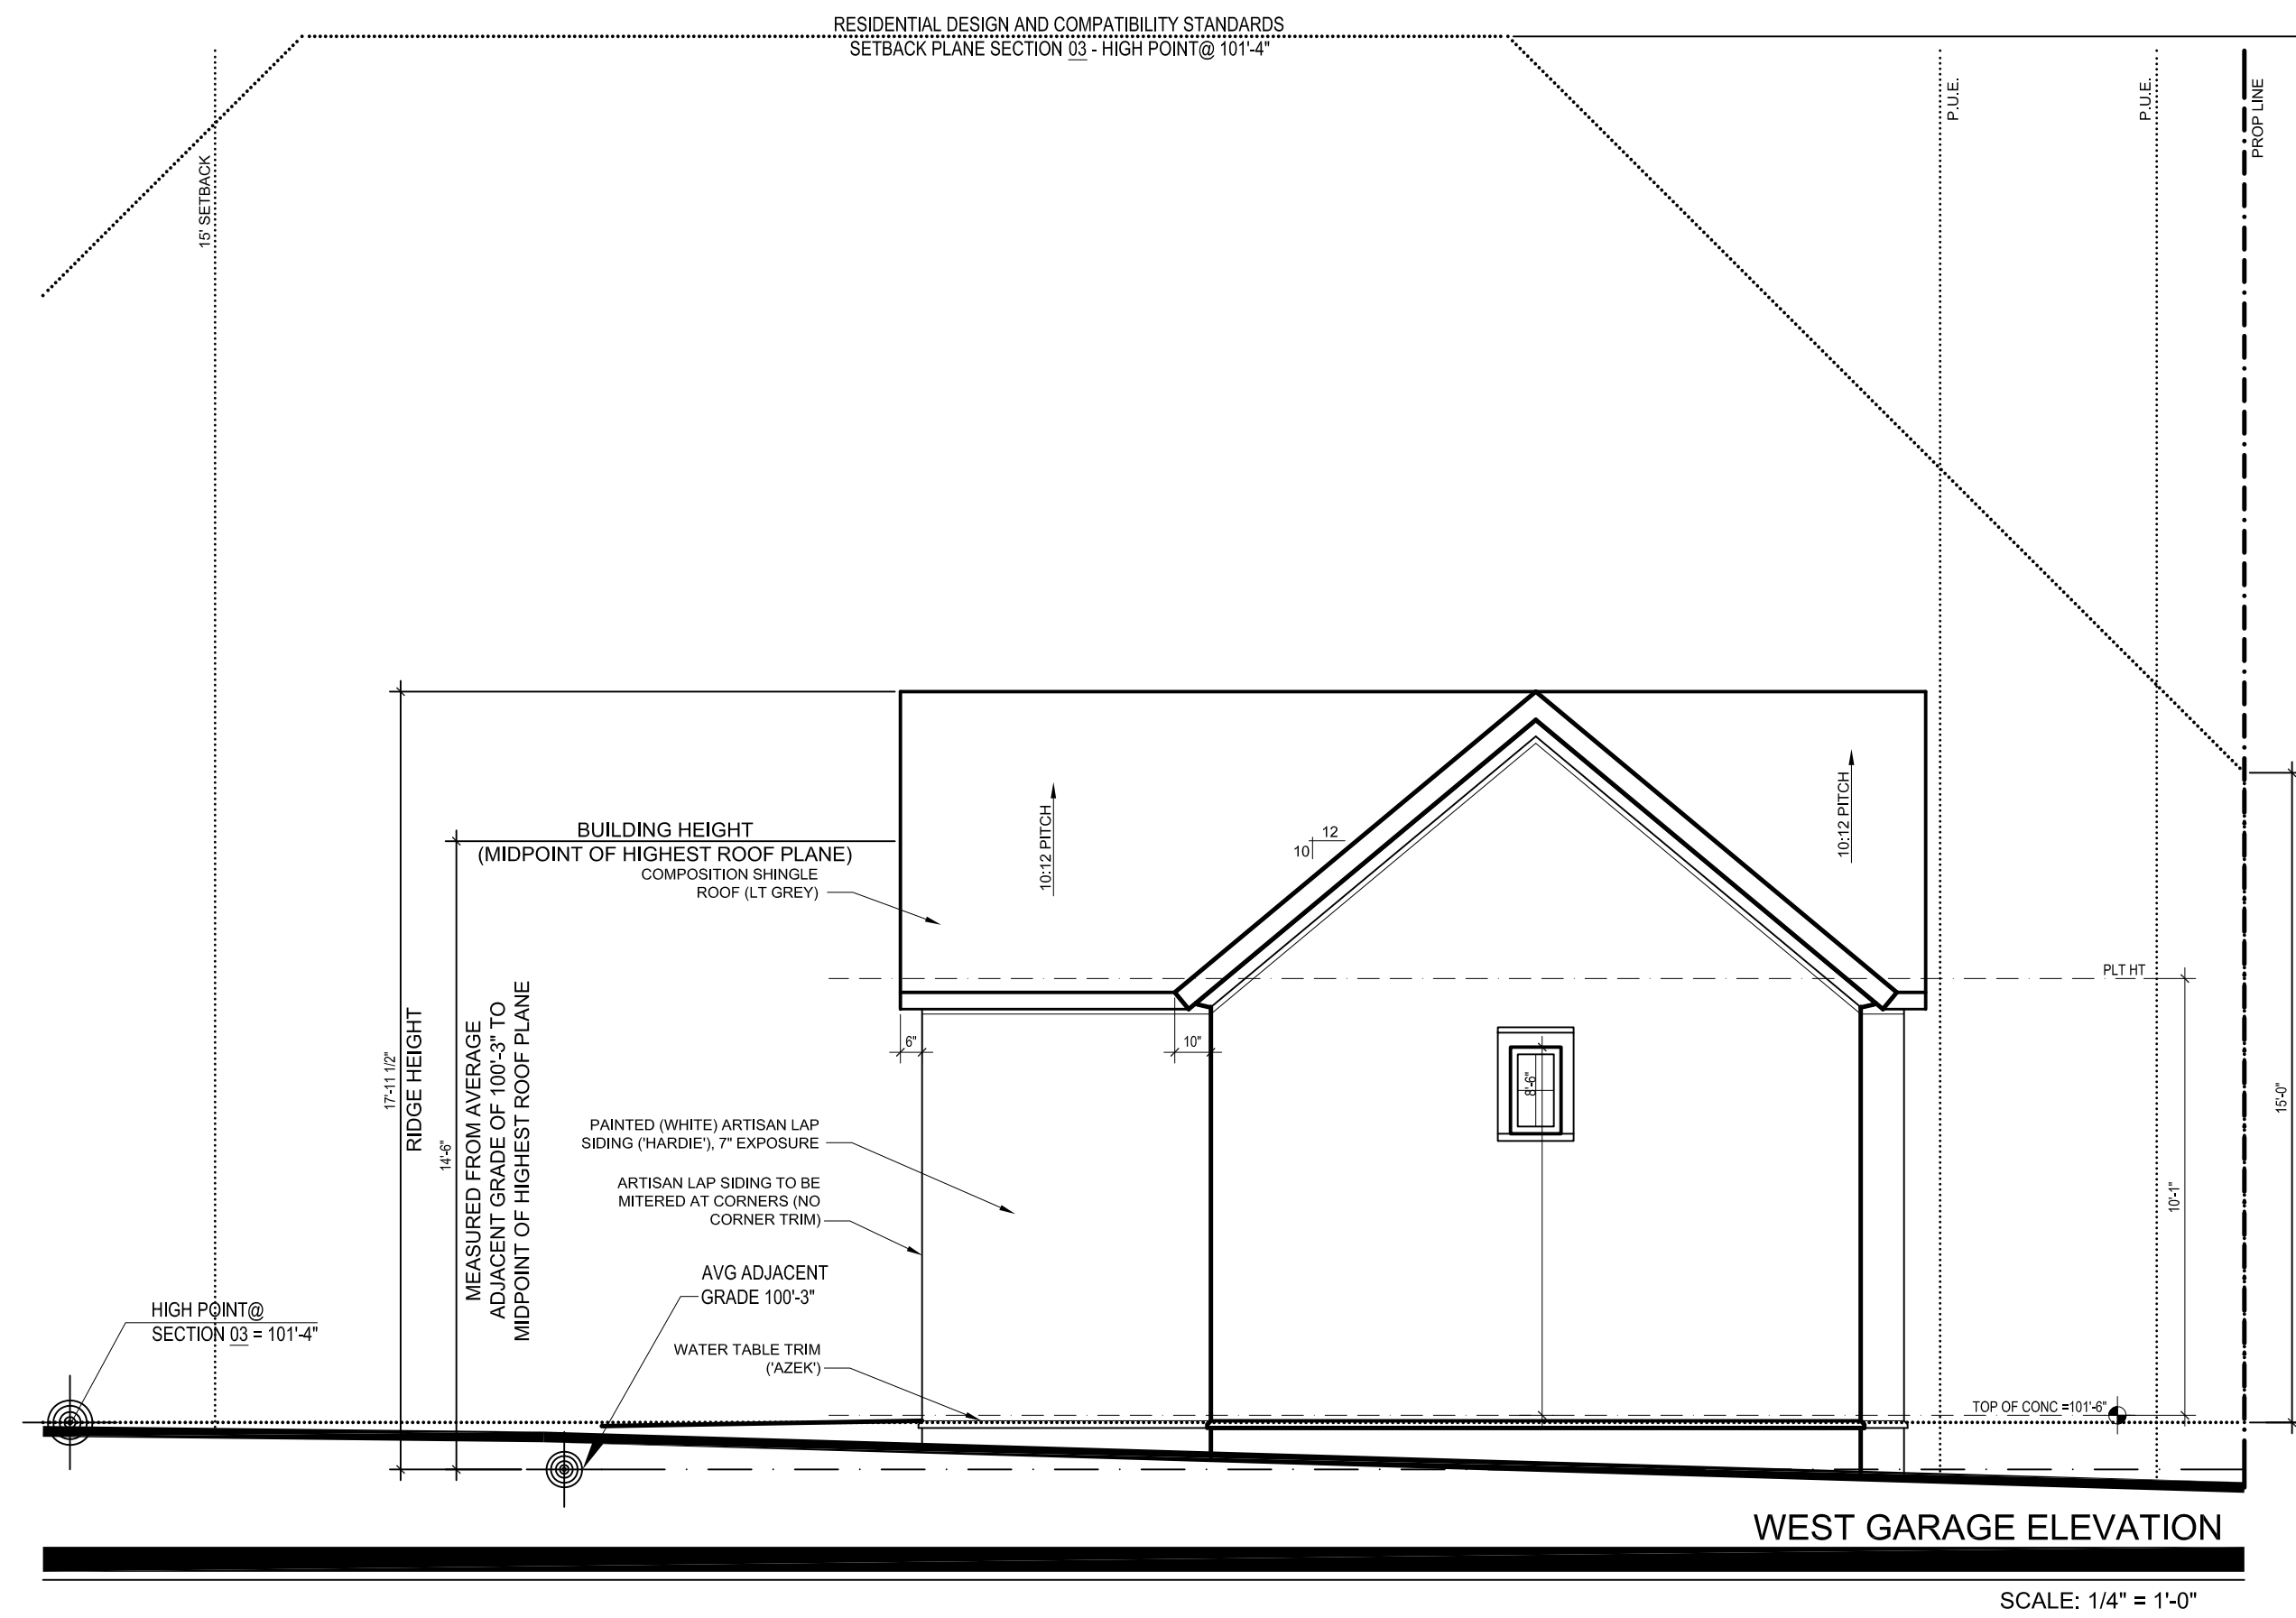 RESIDENTIAL DESIGN AND COMPATIBILITY STANDARDS
SETBACK PLANE SECTION 03 - HIGH POINT@ 101'-4"
15' SETBACK
P.U.E.
P.U.E.
PROP LINE
BUILDING HEIGHT
(MIDPOINT OF HIGHEST ROOF PLANE)
COMPOSITION SHINGLE
ROOF (LT GREY)
10:12 PITCH
12
10
10:12 PITCH
PLT HT
17'-11 1/2"
RIDGE HEIGHT
14'-6"
MEASURED FROM AVERAGE
ADJACENT GRADE OF 100'-3" TO
MIDPOINT OF HIGHEST ROOF PLANE
6"
10"
8'-6"
10'-1"
15'-0"
PAINTED (WHITE) ARTISAN LAP
SIDING ('HARDIE'), 7" EXPOSURE
ARTISAN LAP SIDING TO BE
MITERED AT CORNERS (NO
CORNER TRIM)
AVG ADJACENT
GRADE 100'-3"
HIGH POINT@
SECTION 03 = 101'-4"
WATER TABLE TRIM
('AZEK')
TOP OF CONC =101'-6"
WEST GARAGE ELEVATION
SCALE: 1/4" = 1'-0"